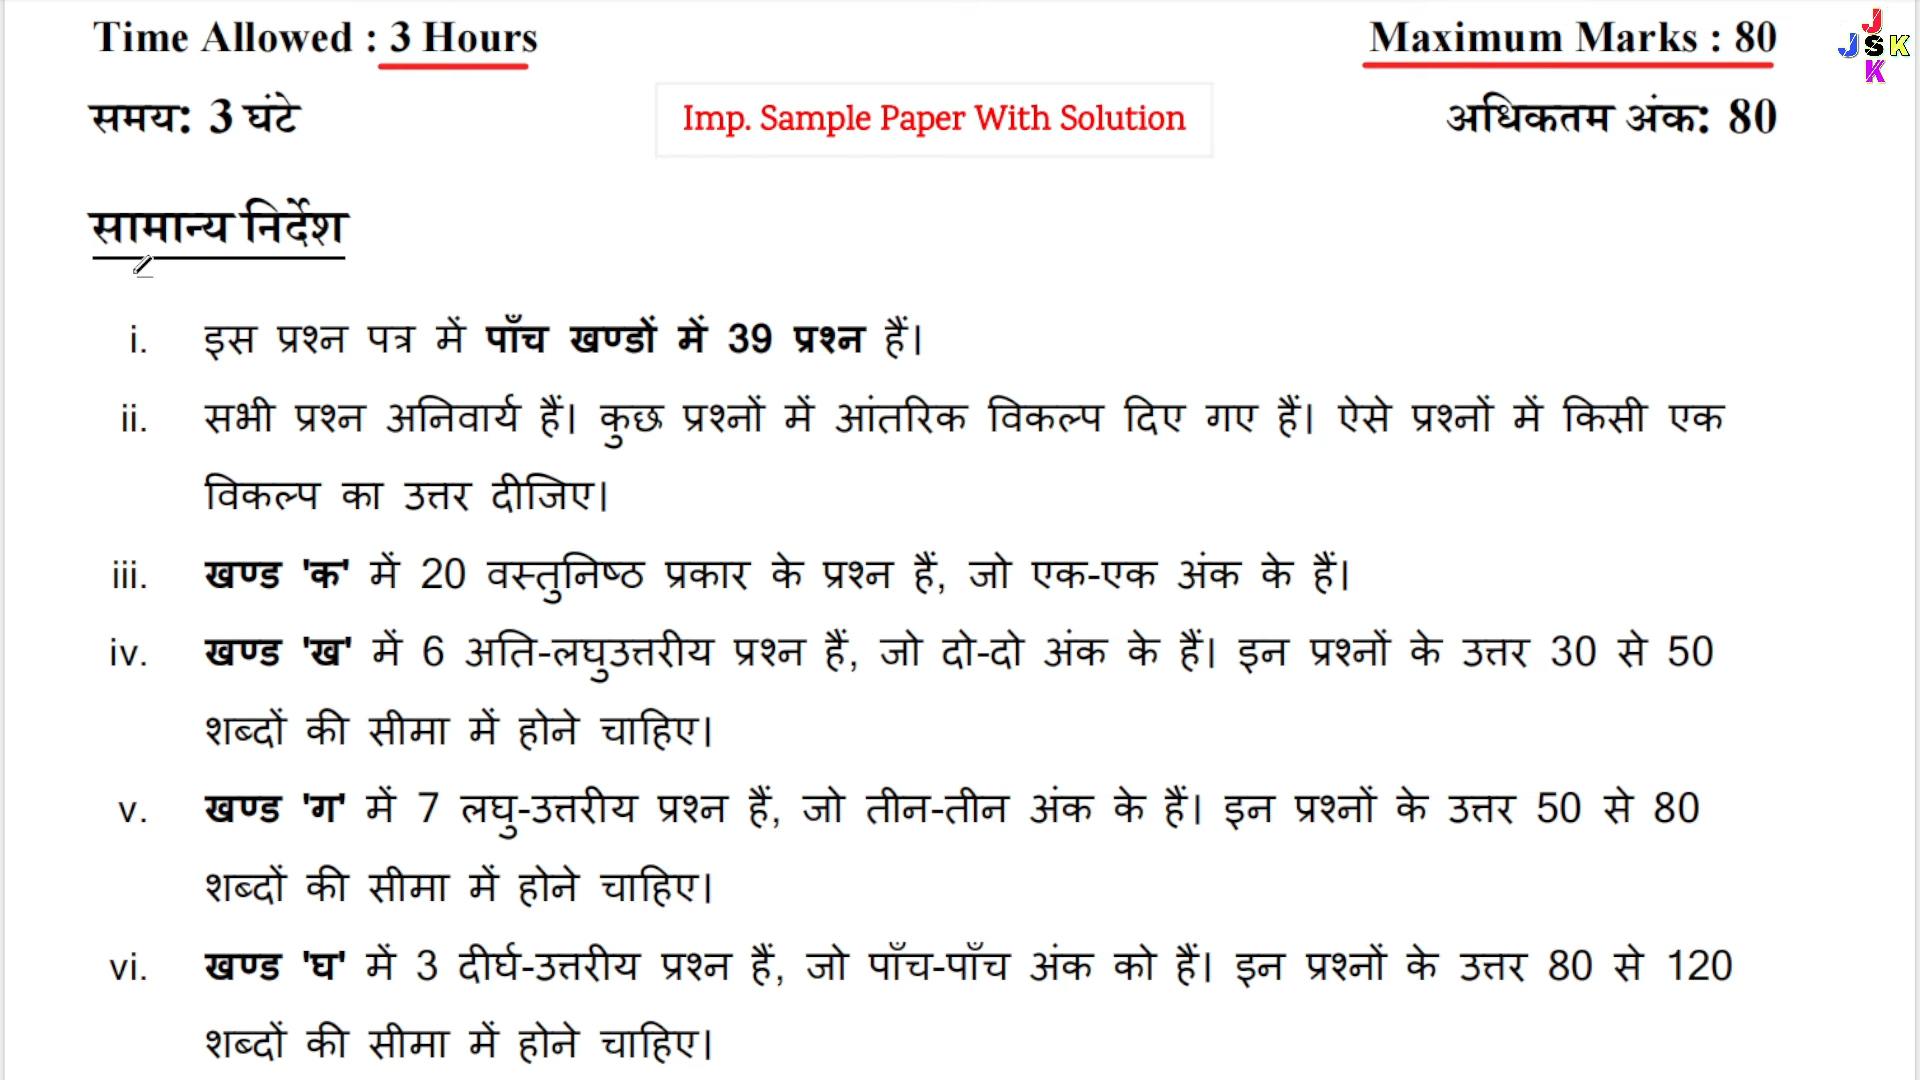 Time Allowed : 3 Hours
Maximum Marks : 80
J
JSK
K
समय: 3 घंटे
Imp. Sample Paper With Solution
अधिकतम अंक: 80
सामान्य निर्देश
i. इस प्रश्न पत्र में पाँच खण्डों में 39 प्रश्न हैं।
ii. सभी प्रश्न अनिवार्य हैं। कुछ प्रश्नों में आंतरिक विकल्प दिए गए हैं। ऐसे प्रश्नों में किसी एक
विकल्प का उत्तर दीजिए।
iii. खण्ड 'क' में 20 वस्तुनिष्ठ प्रकार के प्रश्न हैं, जो एक-एक अंक के हैं।
iv. खण्ड 'ख' में 6 अति-लघुउत्तरीय प्रश्न हैं, जो दो-दो अंक के हैं। इन प्रश्नों के उत्तर 30 से 50
शब्दों की सीमा में होने चाहिए।
v. खण्ड 'ग' में 7 लघु-उत्तरीय प्रश्न हैं, जो तीन-तीन अंक के हैं। इन प्रश्नों के उत्तर 50 से 80
शब्दों की सीमा में होने चाहिए।
vi. खण्ड 'घ' में 3 दीर्घ-उत्तरीय प्रश्न हैं, जो पाँच-पाँच अंक को हैं। इन प्रश्नों के उत्तर 80 से 120
शब्दों की सीमा में होने चाहिए।